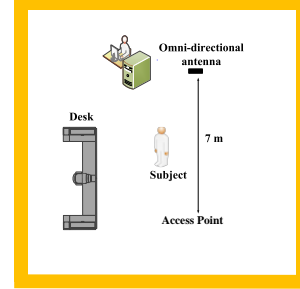 Omni-directional
antenna
Desk
7 m
Subject
Access Point